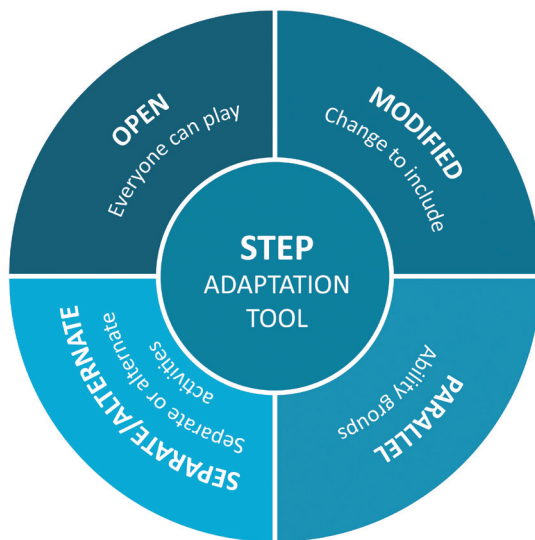 OPEN
Everyone can play
MODIFIED
Change to include
STEP
ADAPTATION
TOOL
SEPARATE/ALTERNATE
Separate or alternate
activities
PARALLEL
Ability groups